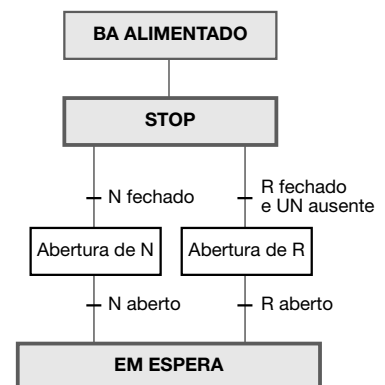 BA ALIMENTADO
STOP
N fechado
R fechado
e UN ausente
Abertura de N
Abertura de R
N aberto
R aberto
EM ESPERA